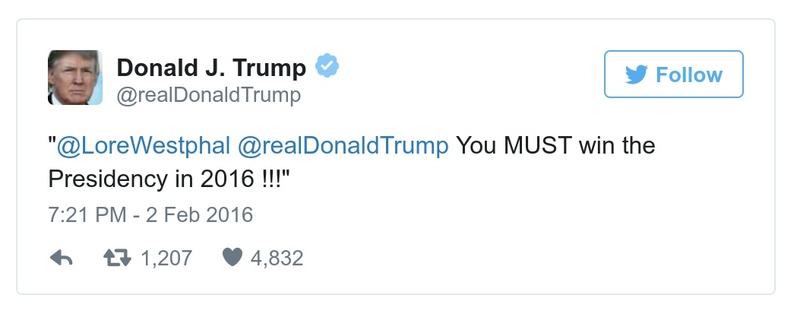 Donald J. Trump
@realDonaldTrump
Follow
"@LoreWestphal @realDonaldTrump You MUST win the
Presidency in 2016 !!!"
7:21 PM - 2 Feb 2016
1,207 4,832